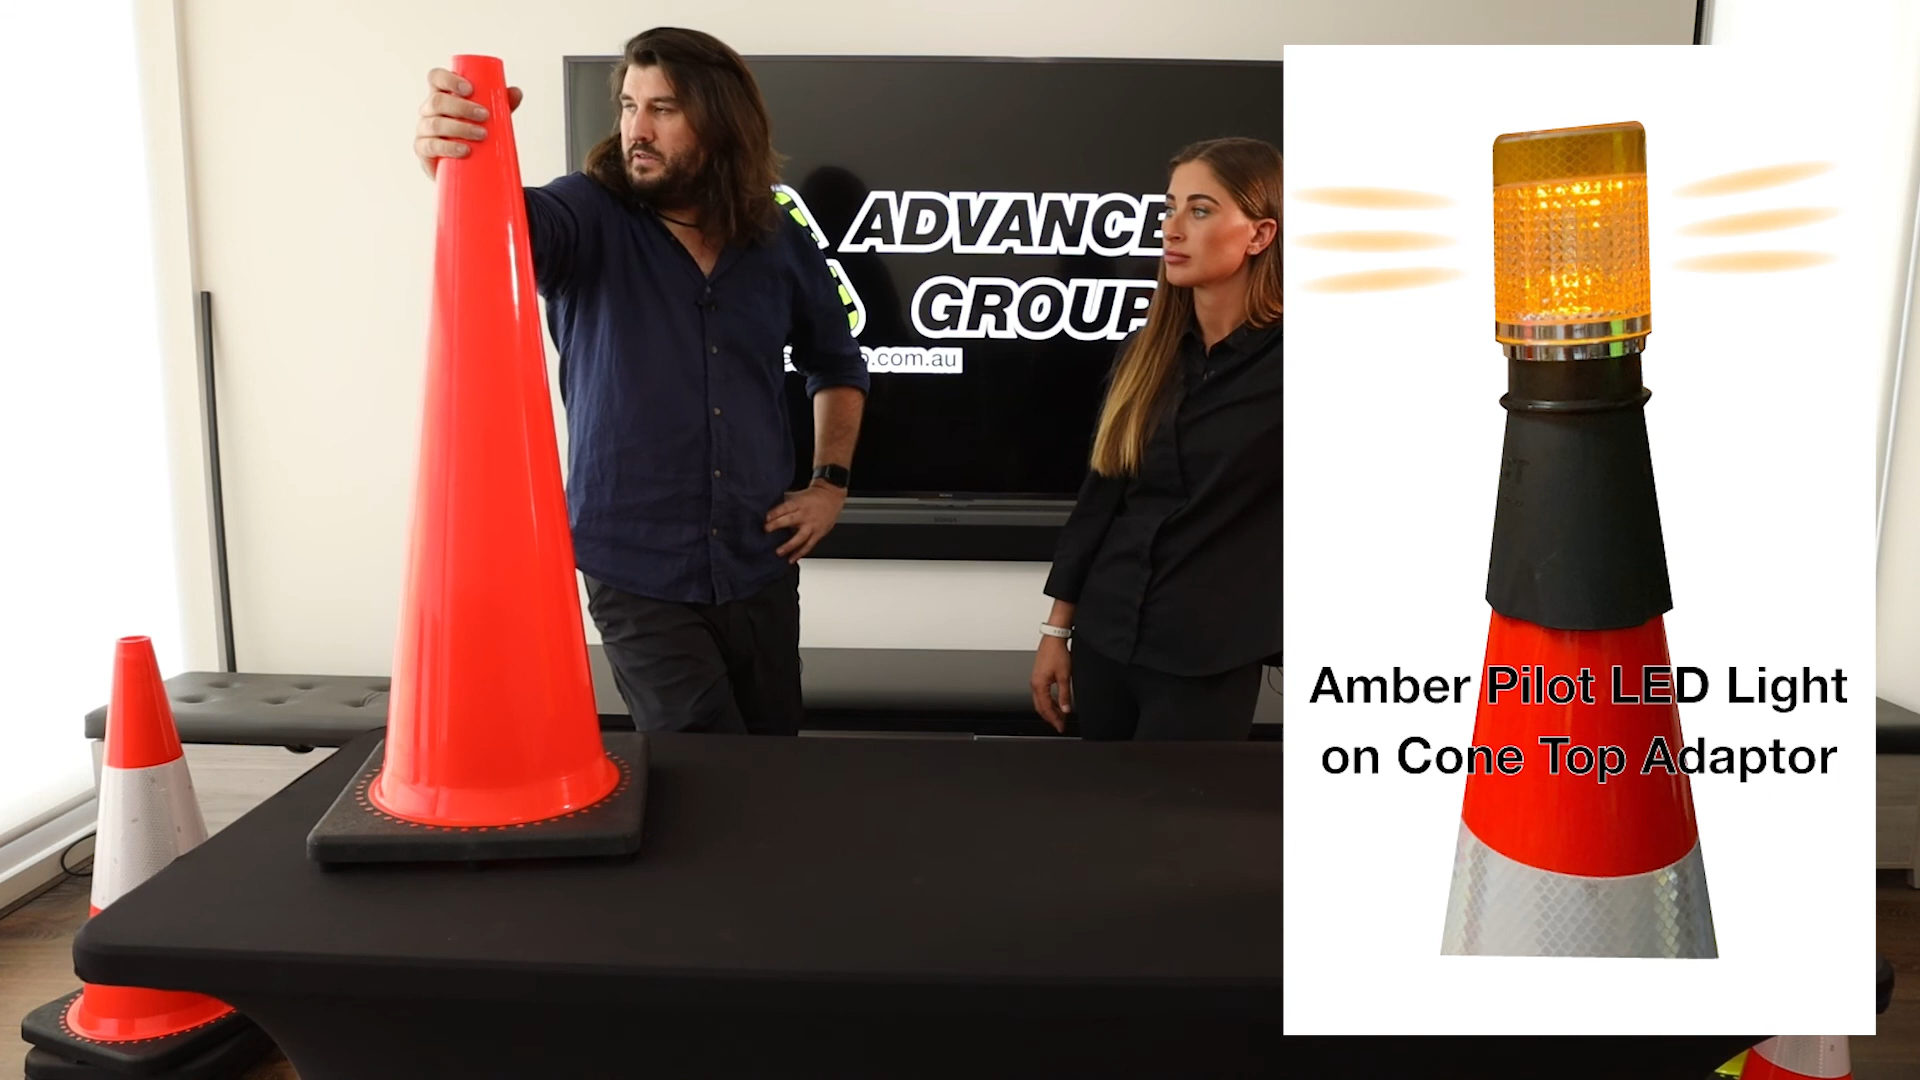 ADVANCE
GROUP
.com.au
Amber Pilot LED Light
on Cone Top Adaptor